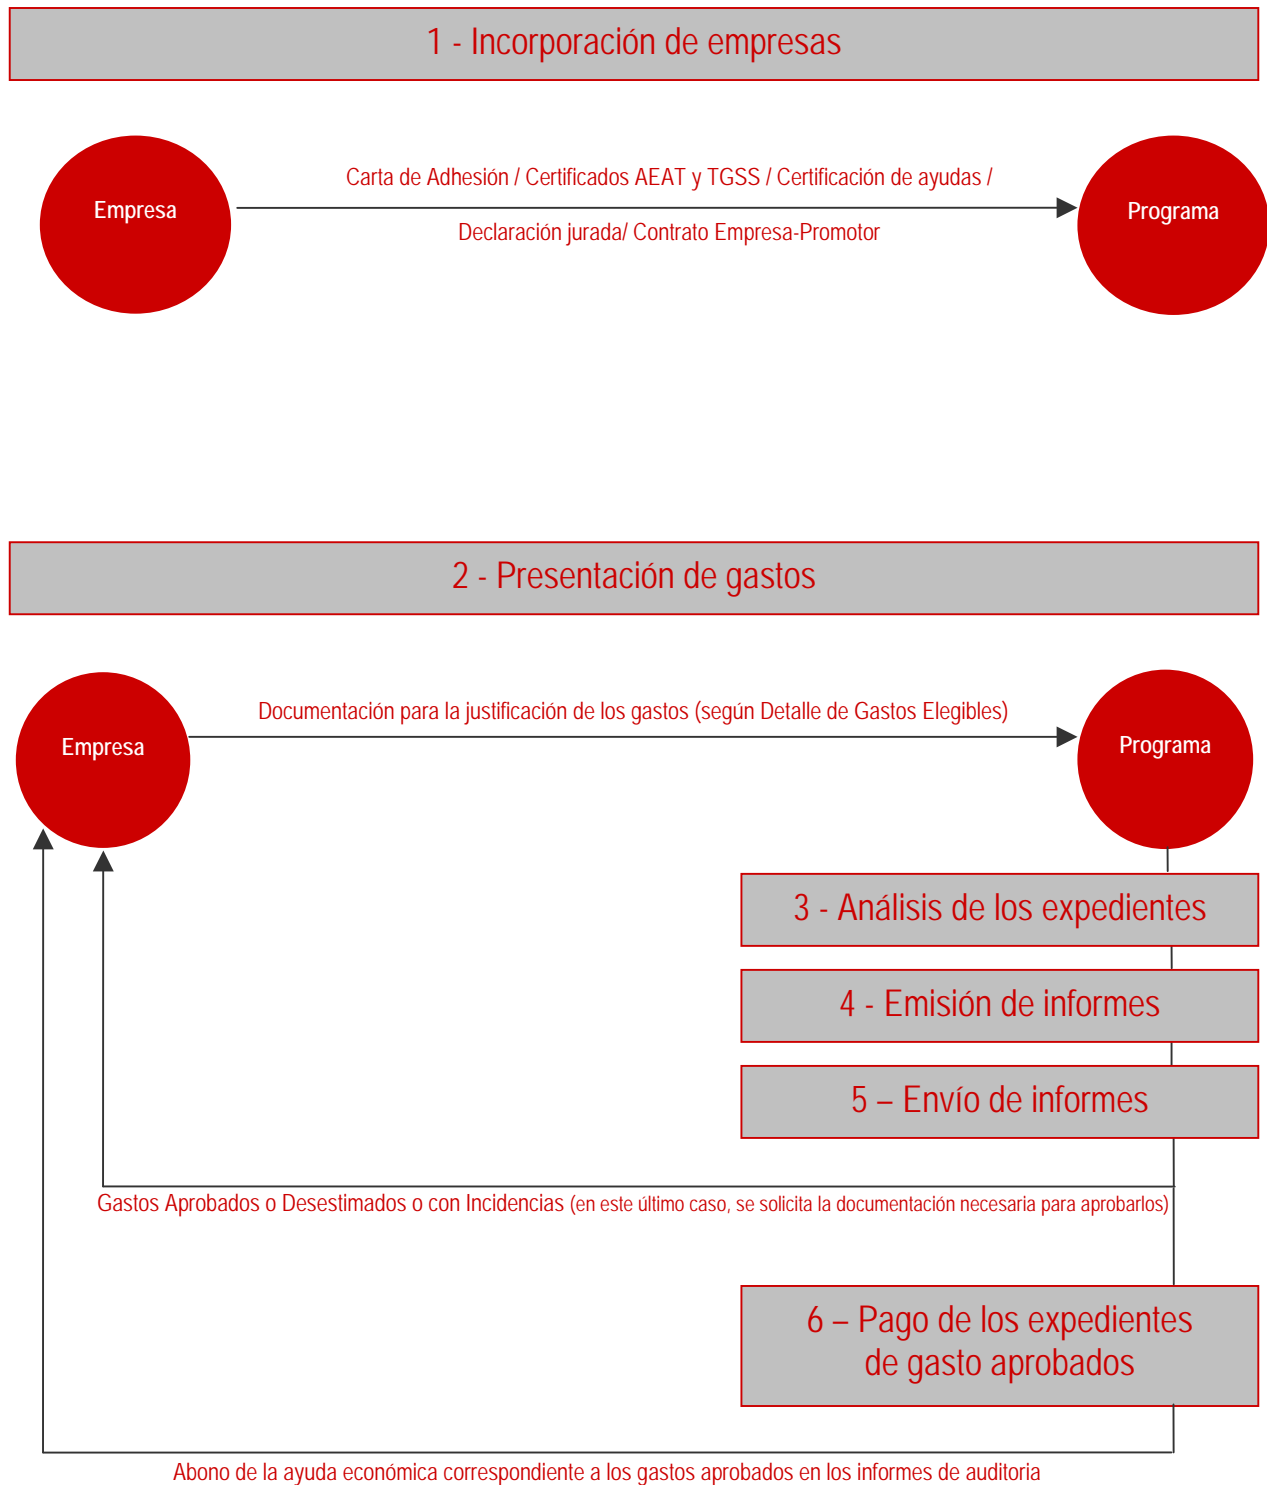 1 - Incorporación de empresas
Carta de Adhesión / Certificados AEAT y TGSS / Certificación de ayudas /
Empresa
Programa
Declaración jurada/ Contrato Empresa-Promotor
2 - Presentación de gastos
Documentación para la justificación de los gastos (según Detalle de Gastos Elegibles)
Empresa
Programa
3 - Análisis de los expedientes
4 - Emisión de informes
5 – Envío de informes
Gastos Aprobados o Desestimados o con Incidencias (en este último caso, se solicita la documentación necesaria para aprobarlos)
6 – Pago de los expedientes
de gasto aprobados
Abono de la ayuda económica correspondiente a los gastos aprobados en los informes de auditoria